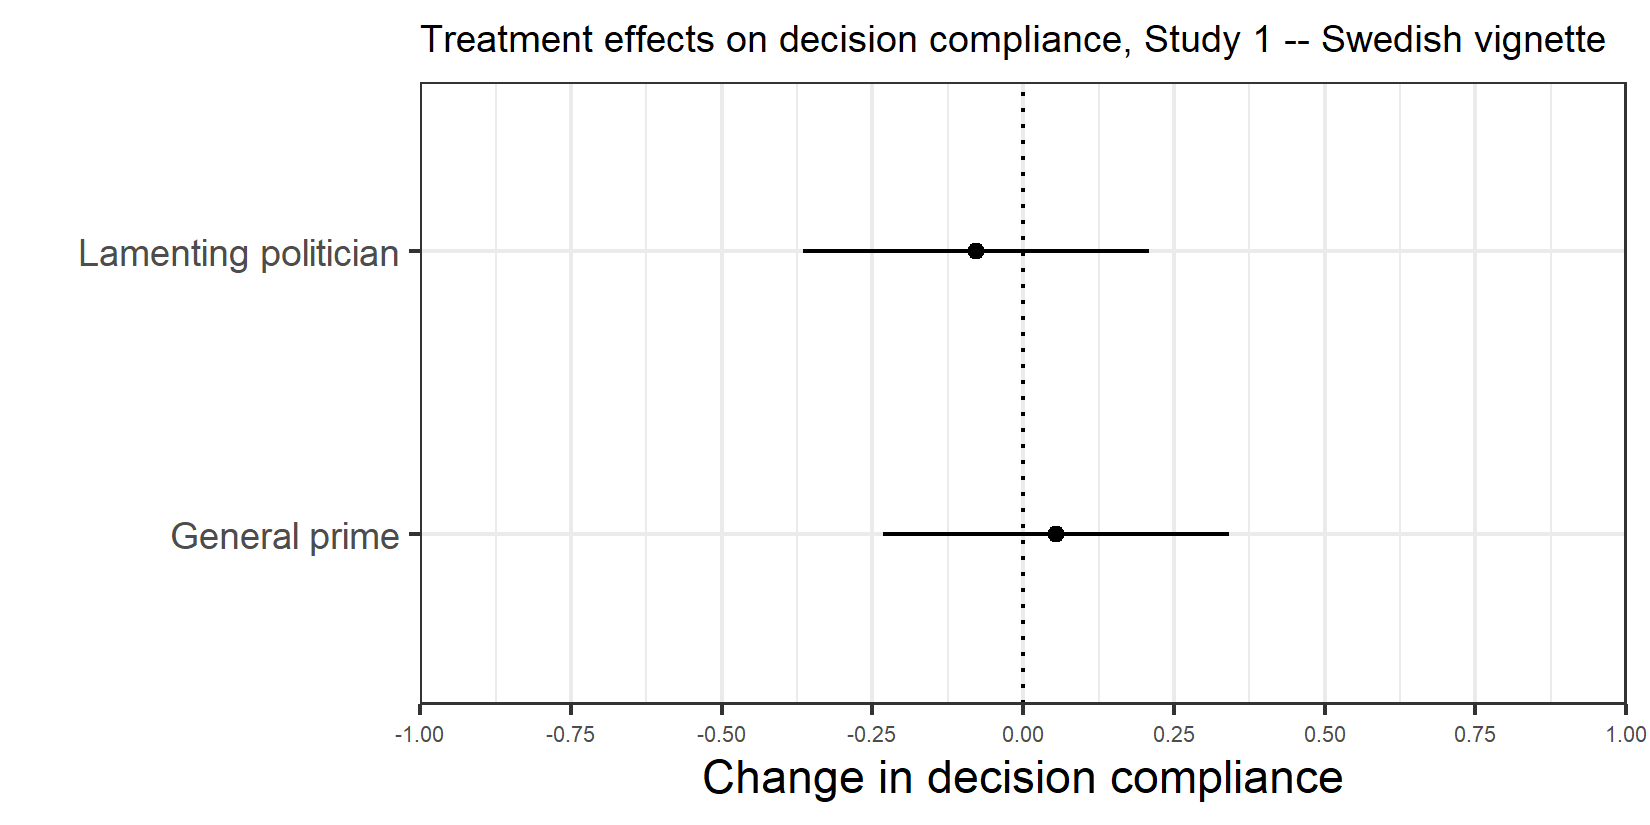 Treatment effects on decision compliance, Study 1 -- Swedish vignette
Lamenting politician
General prime
-1.00 -0.75 -0.50 -0.25 0.00 0.25 0.50 0.75 1.00
Change in decision compliance